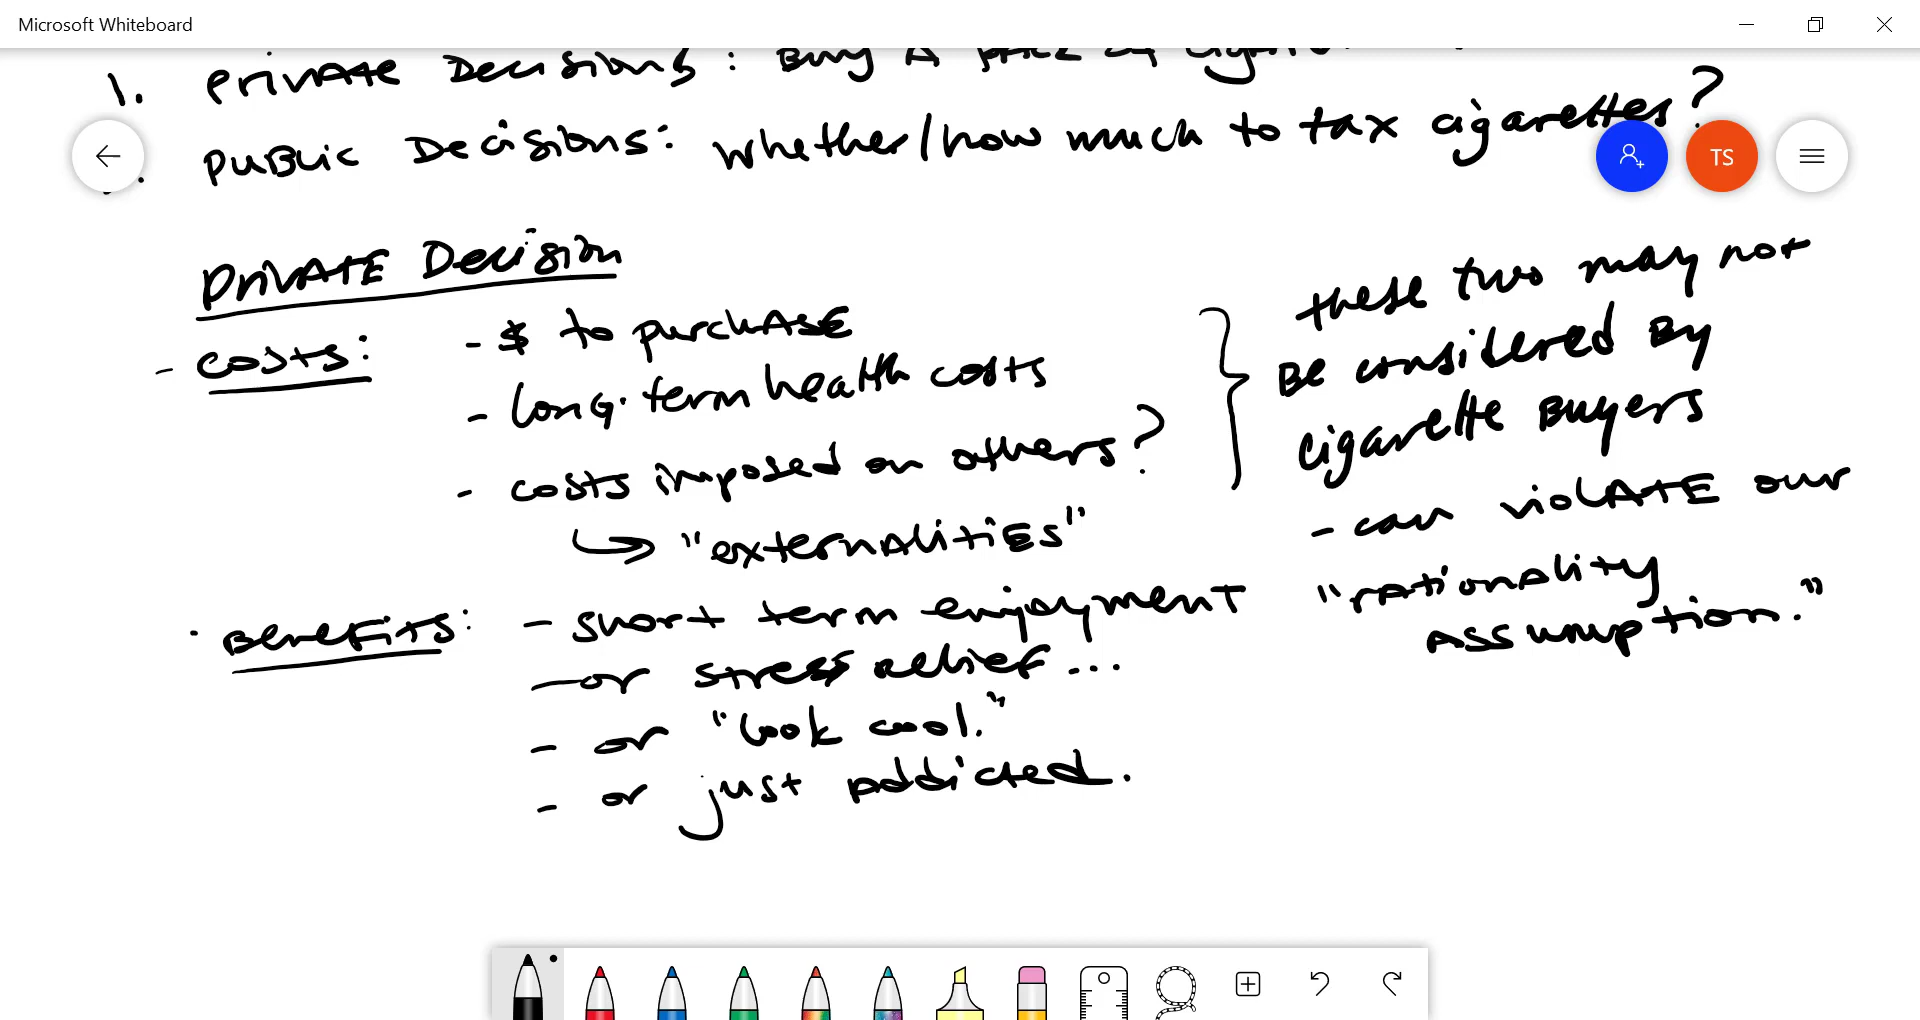 Microsoft Whiteboard
1. Private Decisions: Buy A pack of
Public Decisions: whether/how much to tax cigarettes?
TS
Private Decision
- costs:
- $ to purchase
- long-term health costs
- costs imposed on others?
↳ "externalities"
these two may not
Be considered By
cigarette Buyers
- can violate our
"rationality
Assumption."
· Benefits:
- short term enjoyment
- or stress relief...
- or "look cool."
- or just addicted.